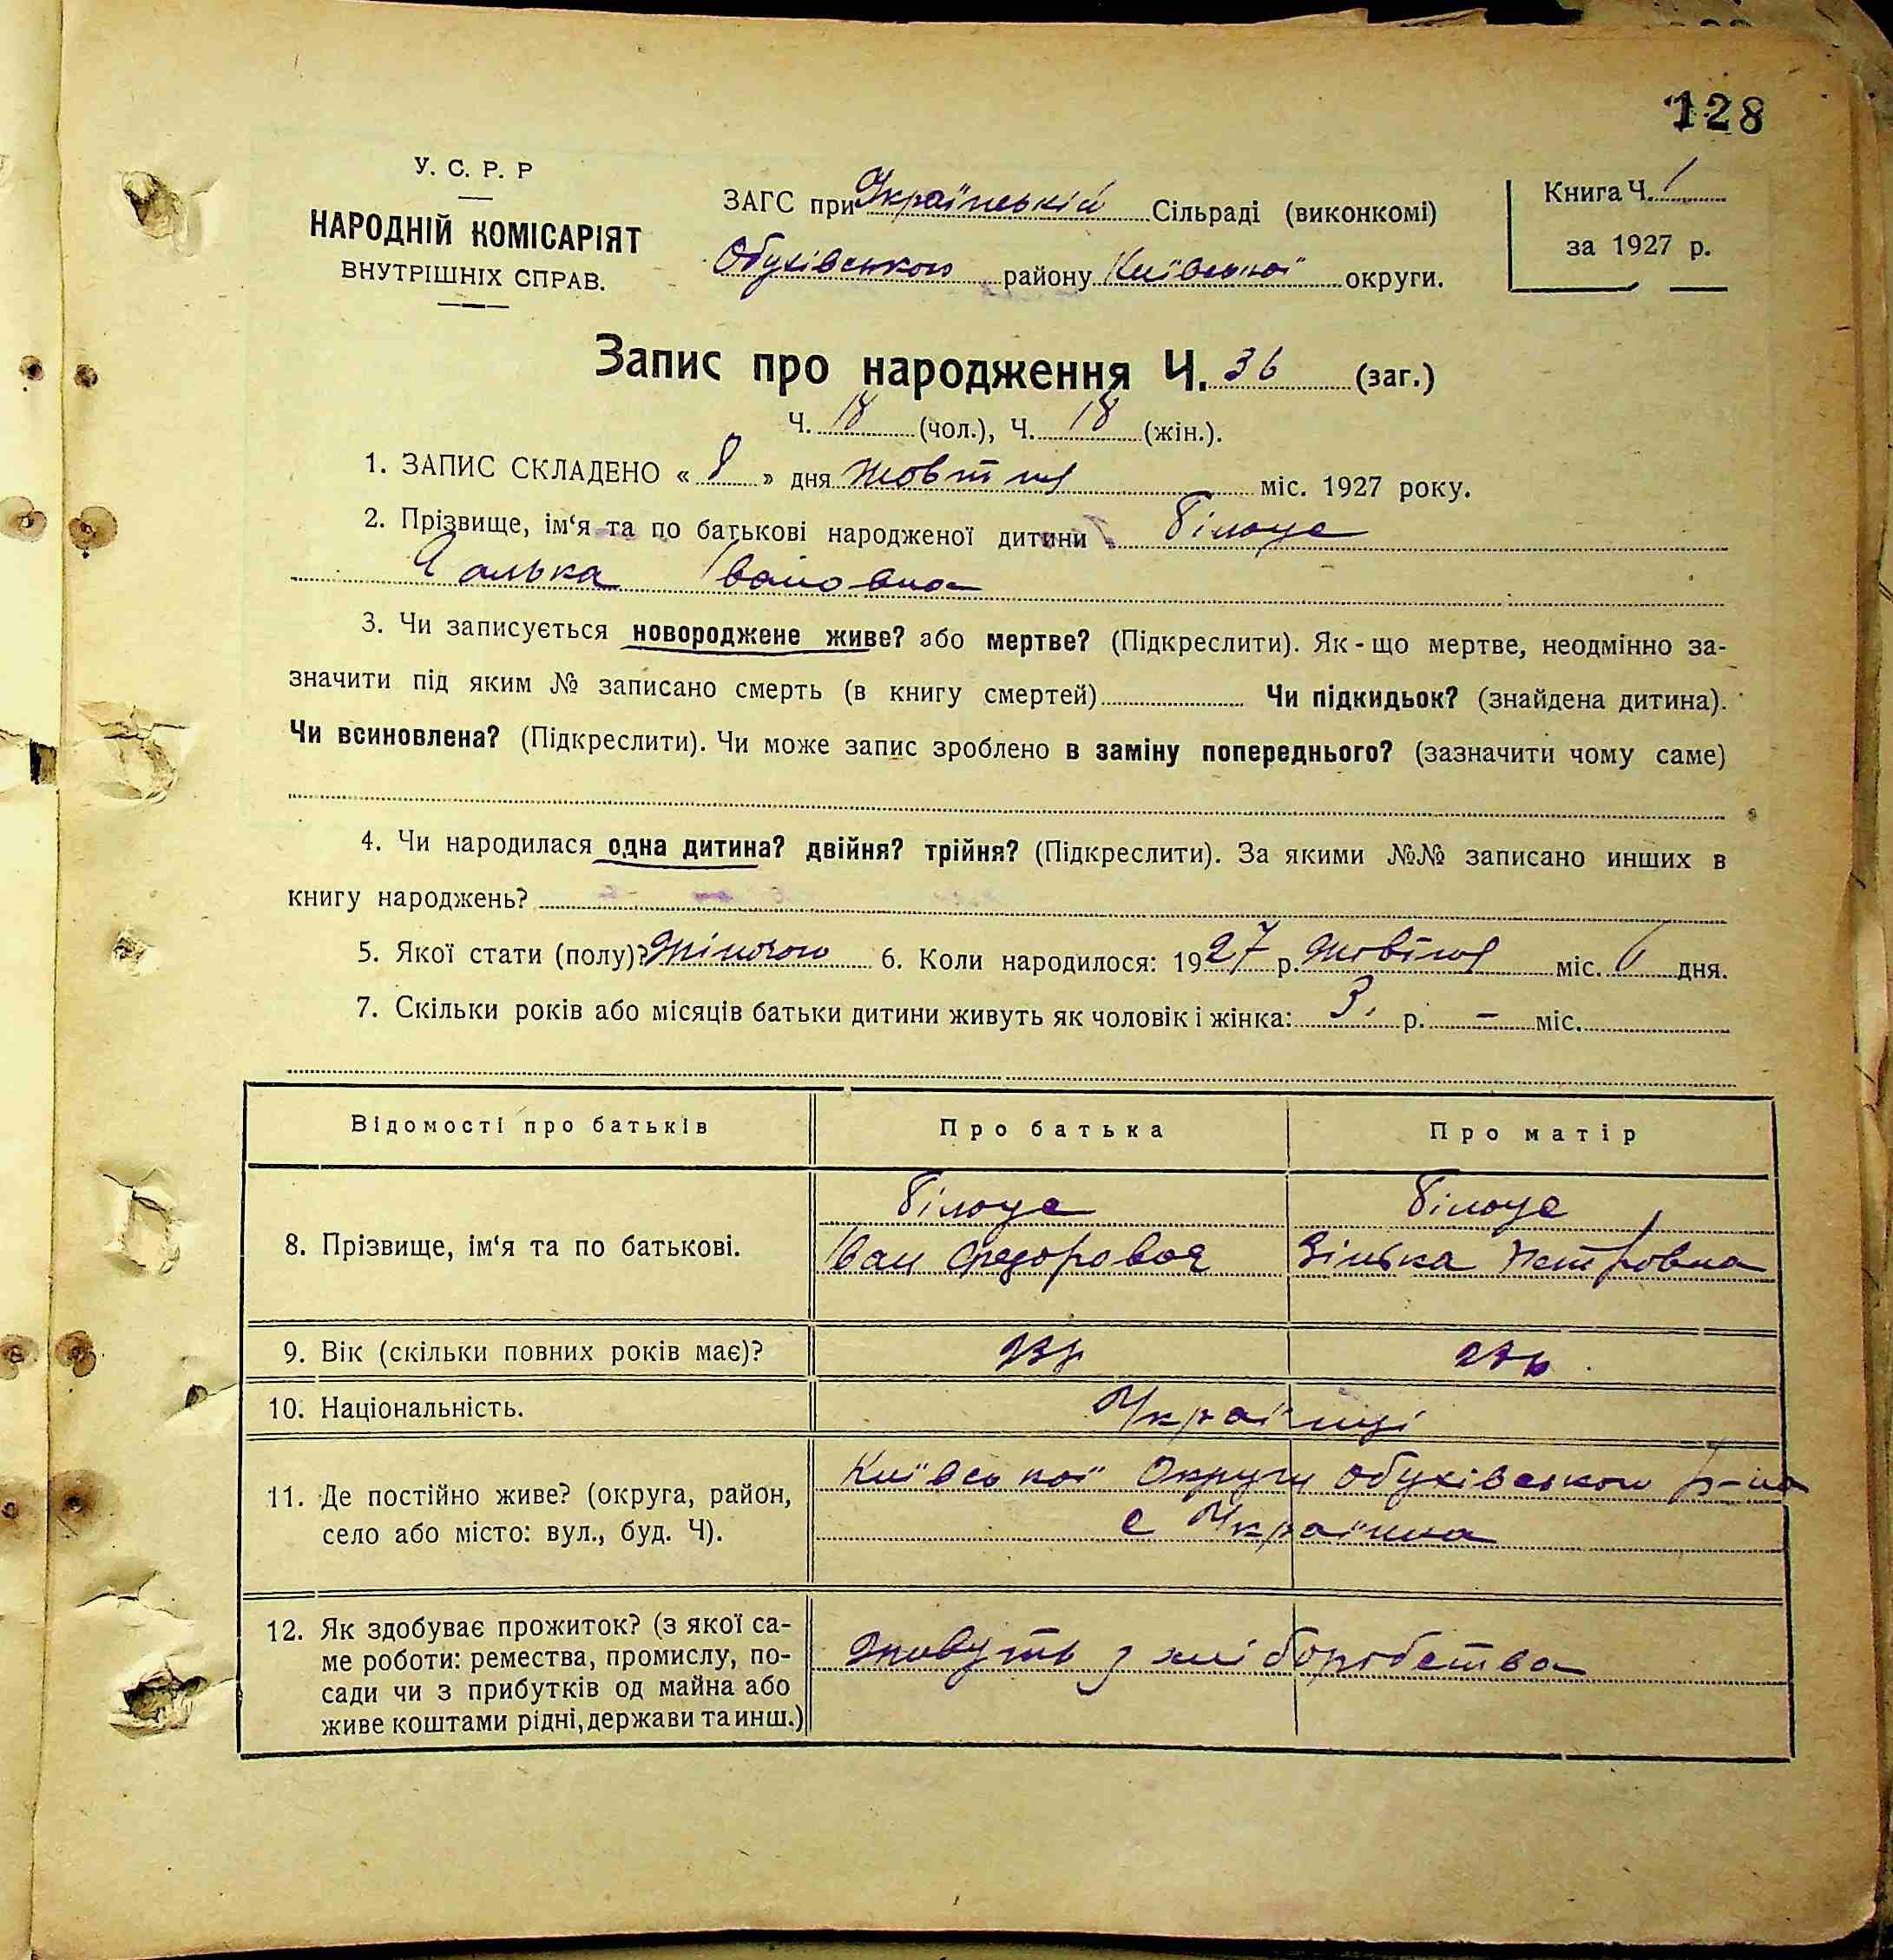 128
У. С. Р. Р
НАРОДНІЙ КОМІСАРІЯТ
ВНУТРІШНІХ СПРАВ.
ЗАГС при Українській Сільраді (виконкомі)
Обухівського району Київської округи.
Книга Ч. 1
за 1927 р.
Запис про народження Ч. 36 (заг.)
Ч. 18 (чол.), Ч. 18 (жін.).
1. ЗАПИС СКЛАДЕНО « 8 » дня жовтня міс. 1927 року.
2. Прізвище, ім‘я та по батькові народженої дитини Білоус
Галька Івановна
3. Чи записується новороджене живе? або мертве? (Підкреслити). Як-що мертве, неодмінно за-
значити під яким № записано смерть (в книгу смертей) Чи підкидьок? (знайдена дитина).
Чи всиновлена? (Підкреслити). Чи може запис зроблено в заміну попереднього? (зазначити чому саме)
4. Чи народилася одна дитина? двійня? трійня? (Підкреслити). За якими №№ записано инших в
книгу народжень?
5. Якої стати (полу)? Жіночого 6. Коли народилося: 1927 р. жовтня міс. 6 дня.
7. Скільки років або місяців батьки дитини живуть як чоловік і жінка: 3. р. - міс.
Відомості про батьків Про батька Про матір
8. Прізвище, ім‘я та по батькові.
Білоус Білоус
Іван Федоровоч Зінька Петровна
9. Вік (скільки повних років має)?
10. Національність. Українці
11. Де постійно живе? (округа, район,
село або місто: вул., буд. Ч).
Київської Округи Обухівського р-на
с Українка
12. Як здобуває прожиток? (з якої са-
ме роботи: ремества, промислу, по-
сади чи з прибутків од майна або
живе коштами рідні, держави та инш.)
живуть з хліборобства